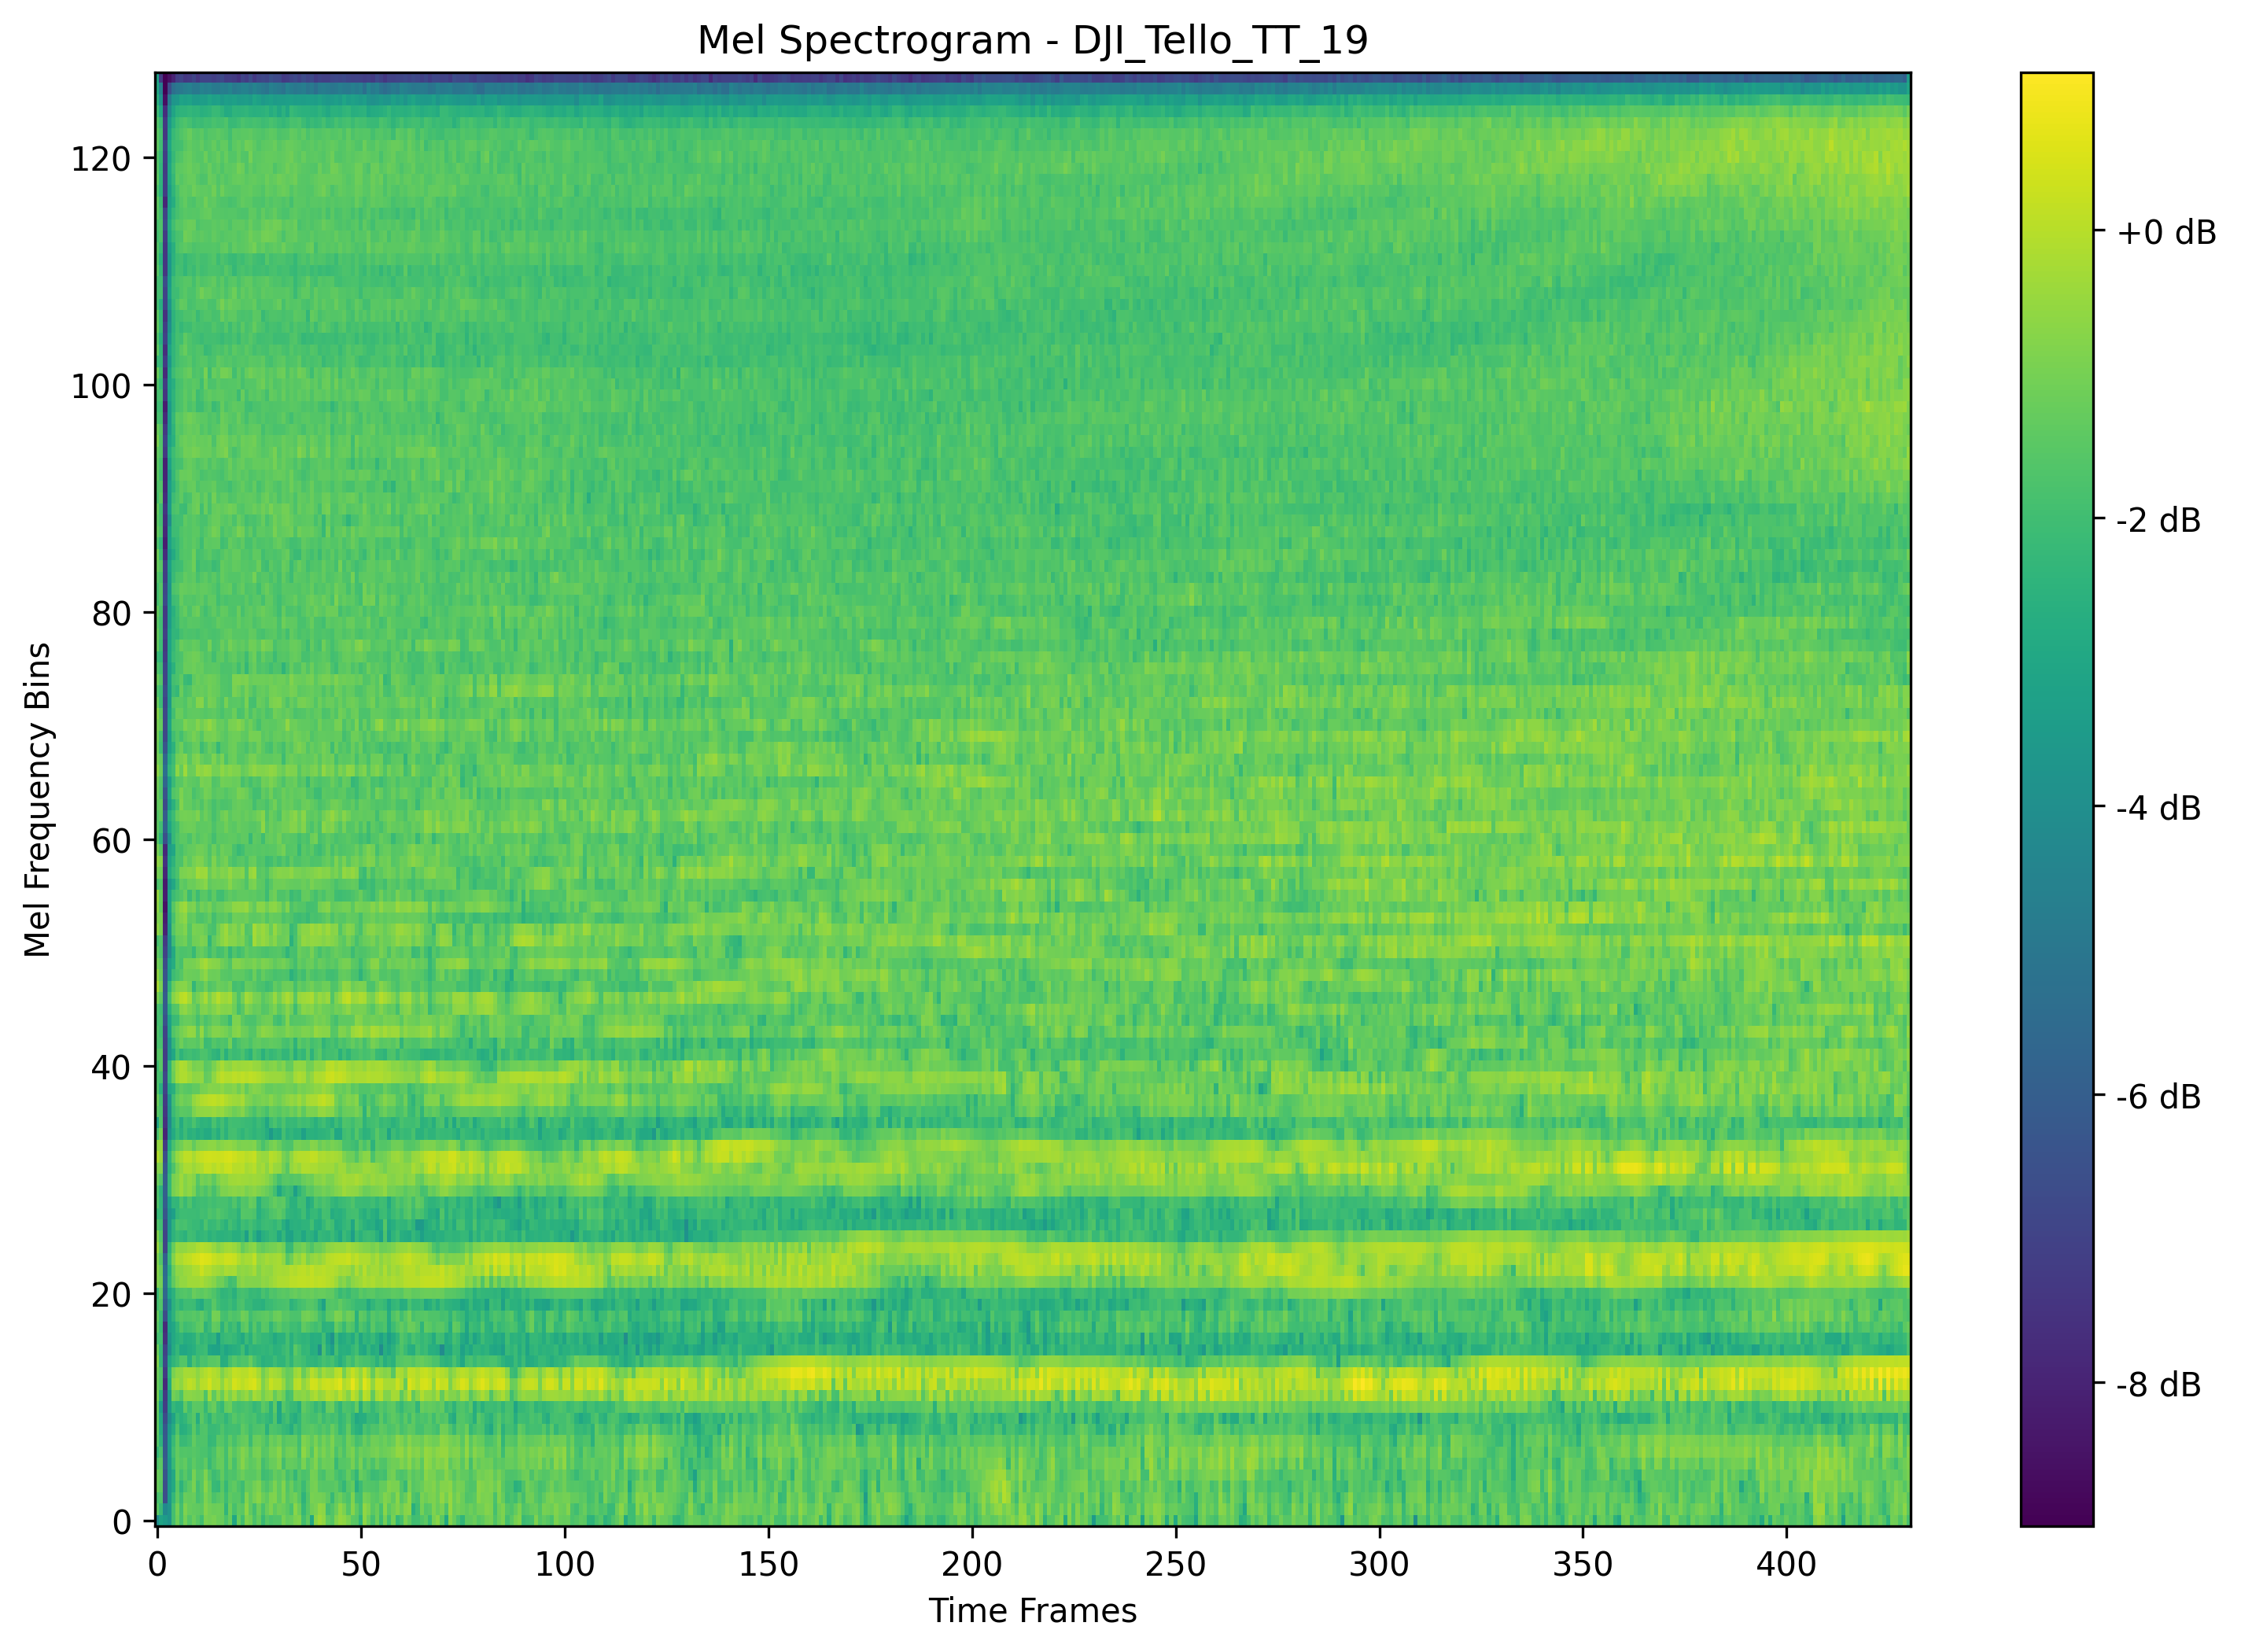 Mel Spectrogram - DJI_Tello_TT_19
120
100
80
60
40
20
0
Mel Frequency Bins
0 50 100 150 200 250 300 350 400
Time Frames
+0 dB
-2 dB
-4 dB
-6 dB
-8 dB